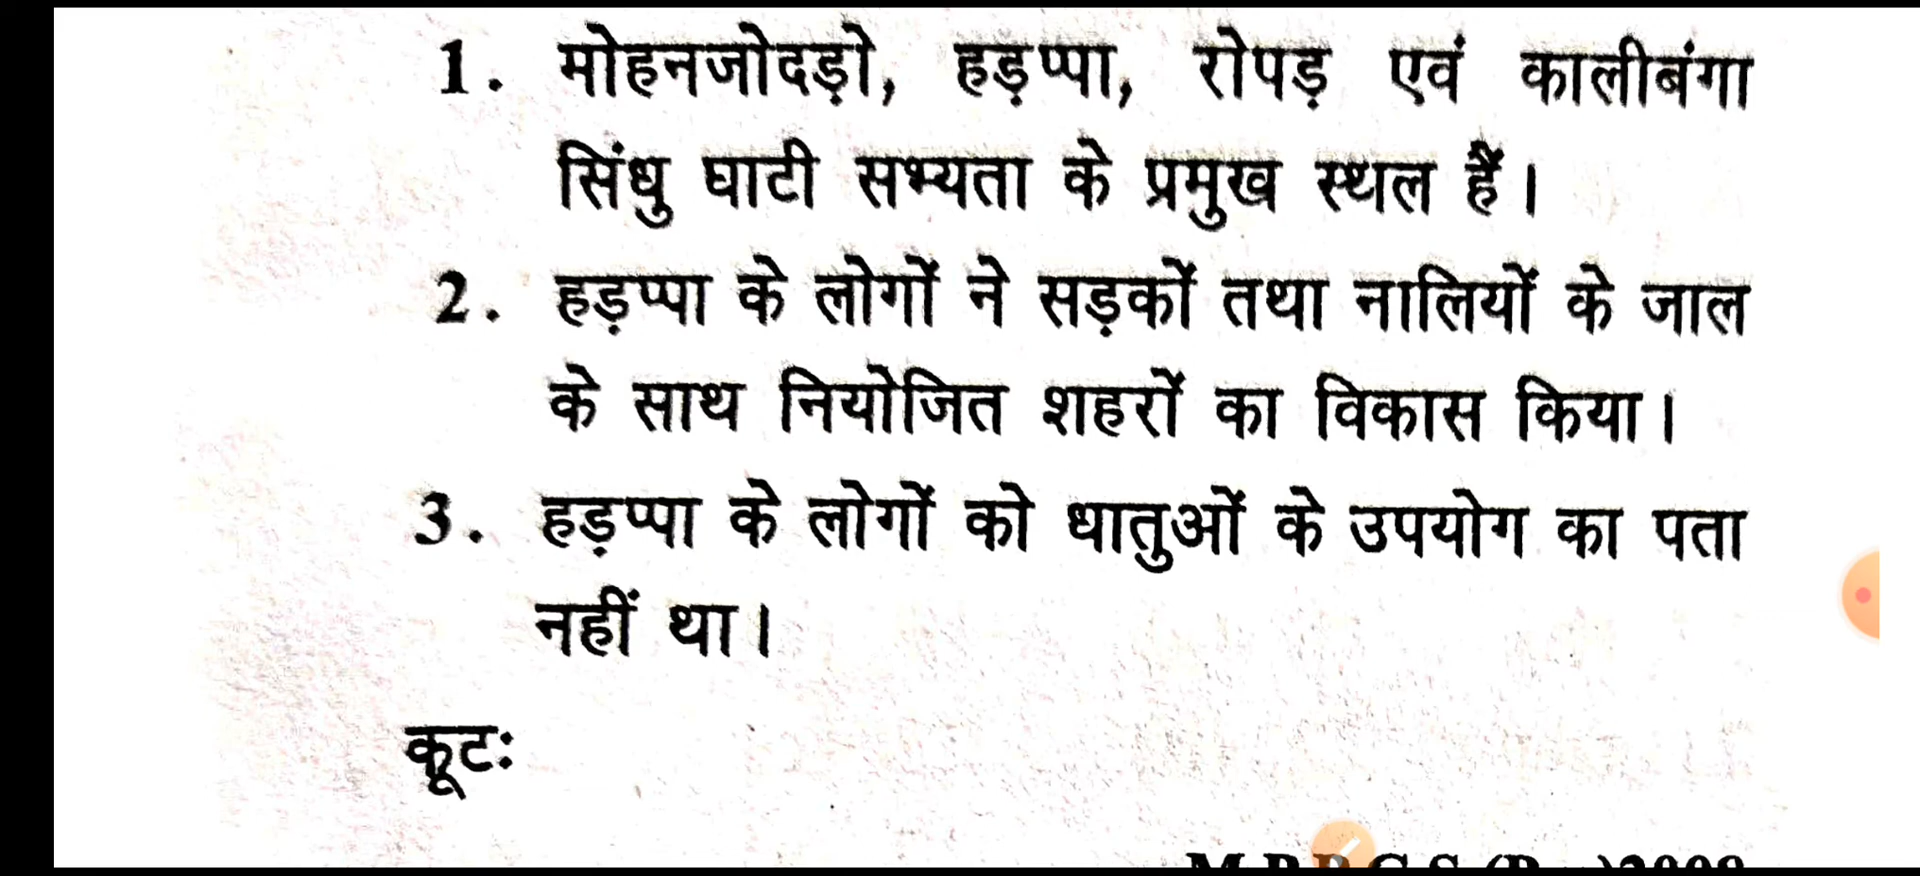 1. मोहनजोदड़ो, हड़प्पा, रोपड़ एवं कालीबंगा
सिंधु घाटी सभ्यता के प्रमुख स्थल हैं।
2. हड़प्पा के लोगों ने सड़कों तथा नालियों के जाल
के साथ नियोजित शहरों का विकास किया।
3. हड़प्पा के लोगों को धातुओं के उपयोग का पता
नहीं था।
कूटः